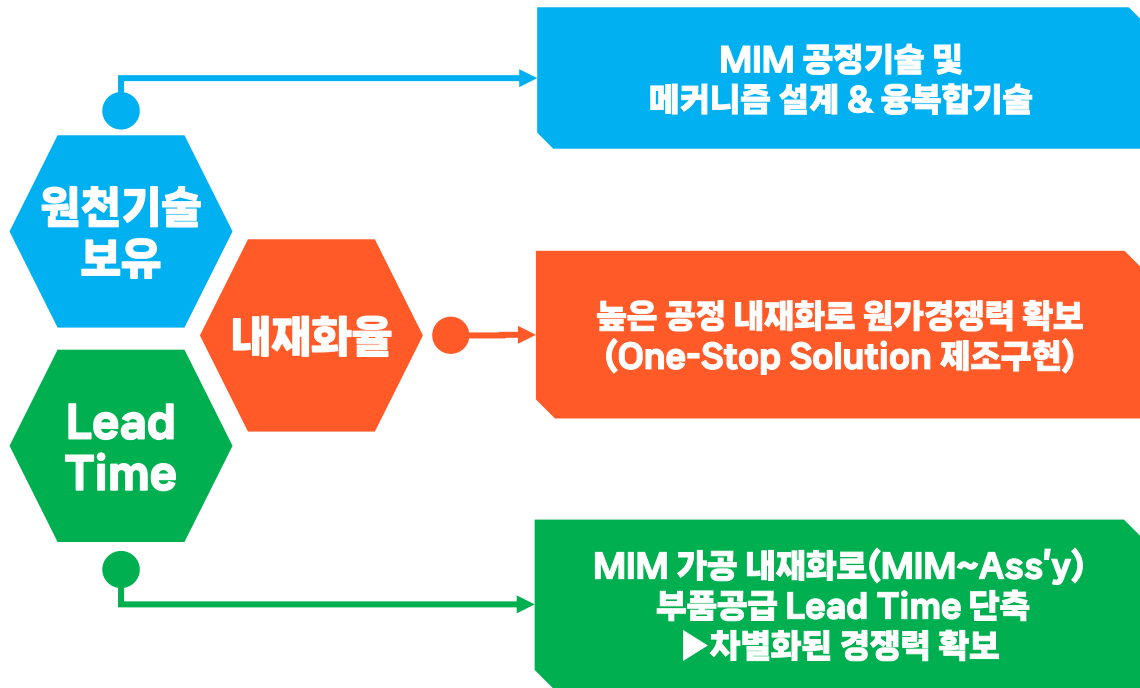 MIM 공정기술 및
메커니즘 설계 & 융복합기술
원천기술
보유
내재화율
높은 공정 내재화로 원가경쟁력 확보
(One-Stop Solution 제조구현)
Lead
Time
MIM 가공 내재화로(MIM~Ass'y)
부품공급 Lead Time 단축
▶차별화된 경쟁력 확보